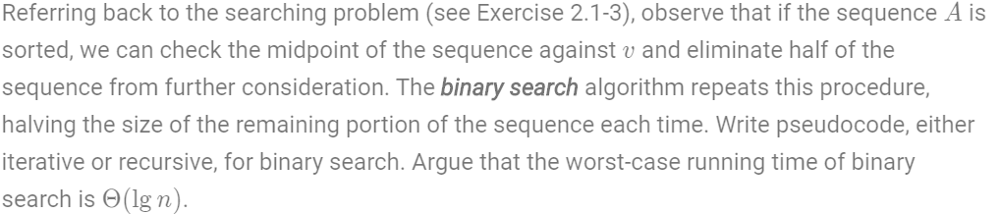 Referring back to the searching problem (see Exercise 2.1-3), observe that if the sequence A is
sorted, we can check the midpoint of the sequence against v and eliminate half of the
sequence from further consideration. The binary search algorithm repeats this procedure,
halving the size of the remaining portion of the sequence each time. Write pseudocode, either
iterative or recursive, for binary search. Argue that the worst-case running time of binary
search is Θ(lg n).